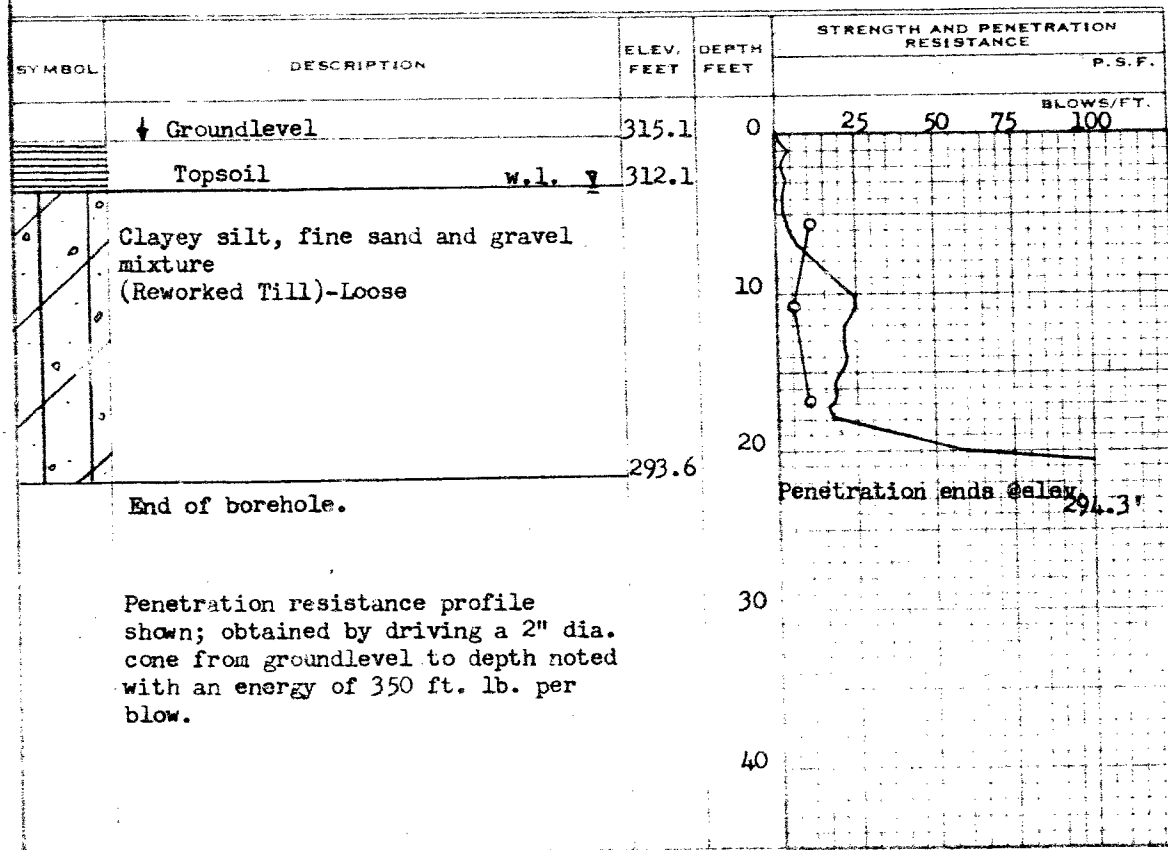 SYMBOL
DESCRIPTION
ELEV. FEET
DEPTH FEET
STRENGTH AND PENETRATION RESISTANCE
P.S.F.
BLOWS/FT.
Groundlevel 315.1 0 25 50 75 100
Topsoil w.l. 312.1
Clayey silt, fine sand and gravel
mixture
(Reworked Till)-Loose
10
20
293.6
End of borehole.
Penetration ends @elev.
294.3'
Penetration resistance profile
shown; obtained by driving a 2" dia.
cone from groundlevel to depth noted
with an energy of 350 ft. lb. per
blow.
30
40